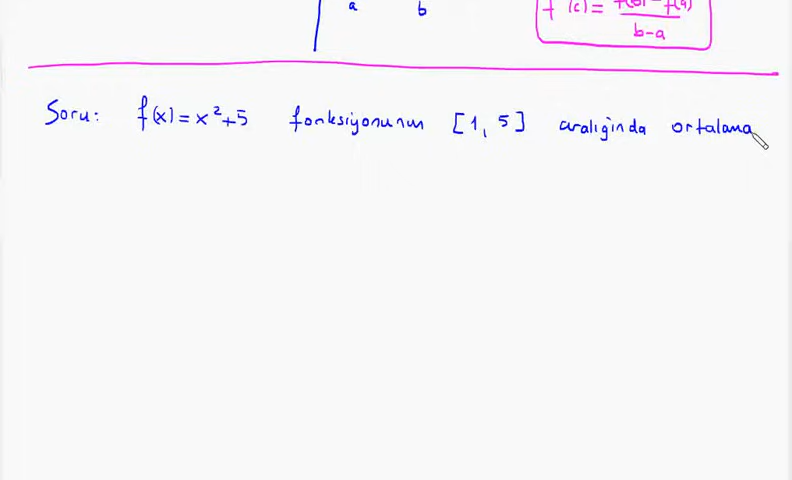 a b
f'(c) = f(b) - f(a) / b-a
Soru: f(x) = x²+5 fonksiyonunun [1, 5] aralığında ortalama